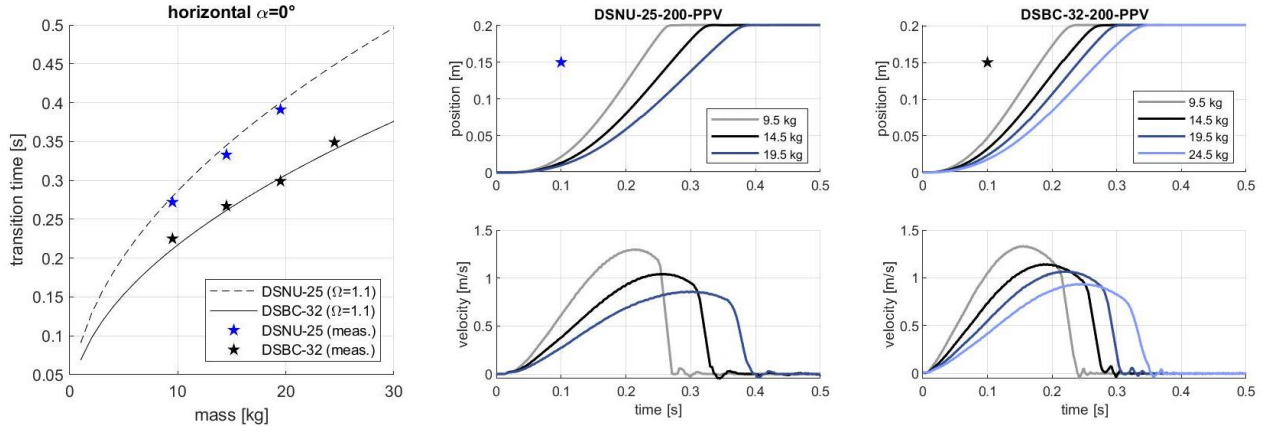 horizontal α=0°
transition time [s]
0.5
0.45
0.4
0.35
0.3
0.25
0.2
0.15
0.1
0.05
0
10
20
30
mass [kg]
DSNU-25 (Ω=1.1)
DSBC-32 (Ω=1.1)
DSNU-25 (meas.)
DSBC-32 (meas.)
DSNU-25-200-PPV
position [m]
0.2
0.15
0.1
0.05
0
0
0.1
0.2
0.3
0.4
0.5
9.5 kg
14.5 kg
19.5 kg
velocity [m/s]
1.5
1
0.5
0
0
0.1
0.2
0.3
0.4
0.5
time [s]
DSBC-32-200-PPV
position [m]
0.2
0.15
0.1
0.05
0
0
0.1
0.2
0.3
0.4
0.5
9.5 kg
14.5 kg
19.5 kg
24.5 kg
velocity [m/s]
1.5
1
0.5
0
0
0.1
0.2
0.3
0.4
0.5
time [s]